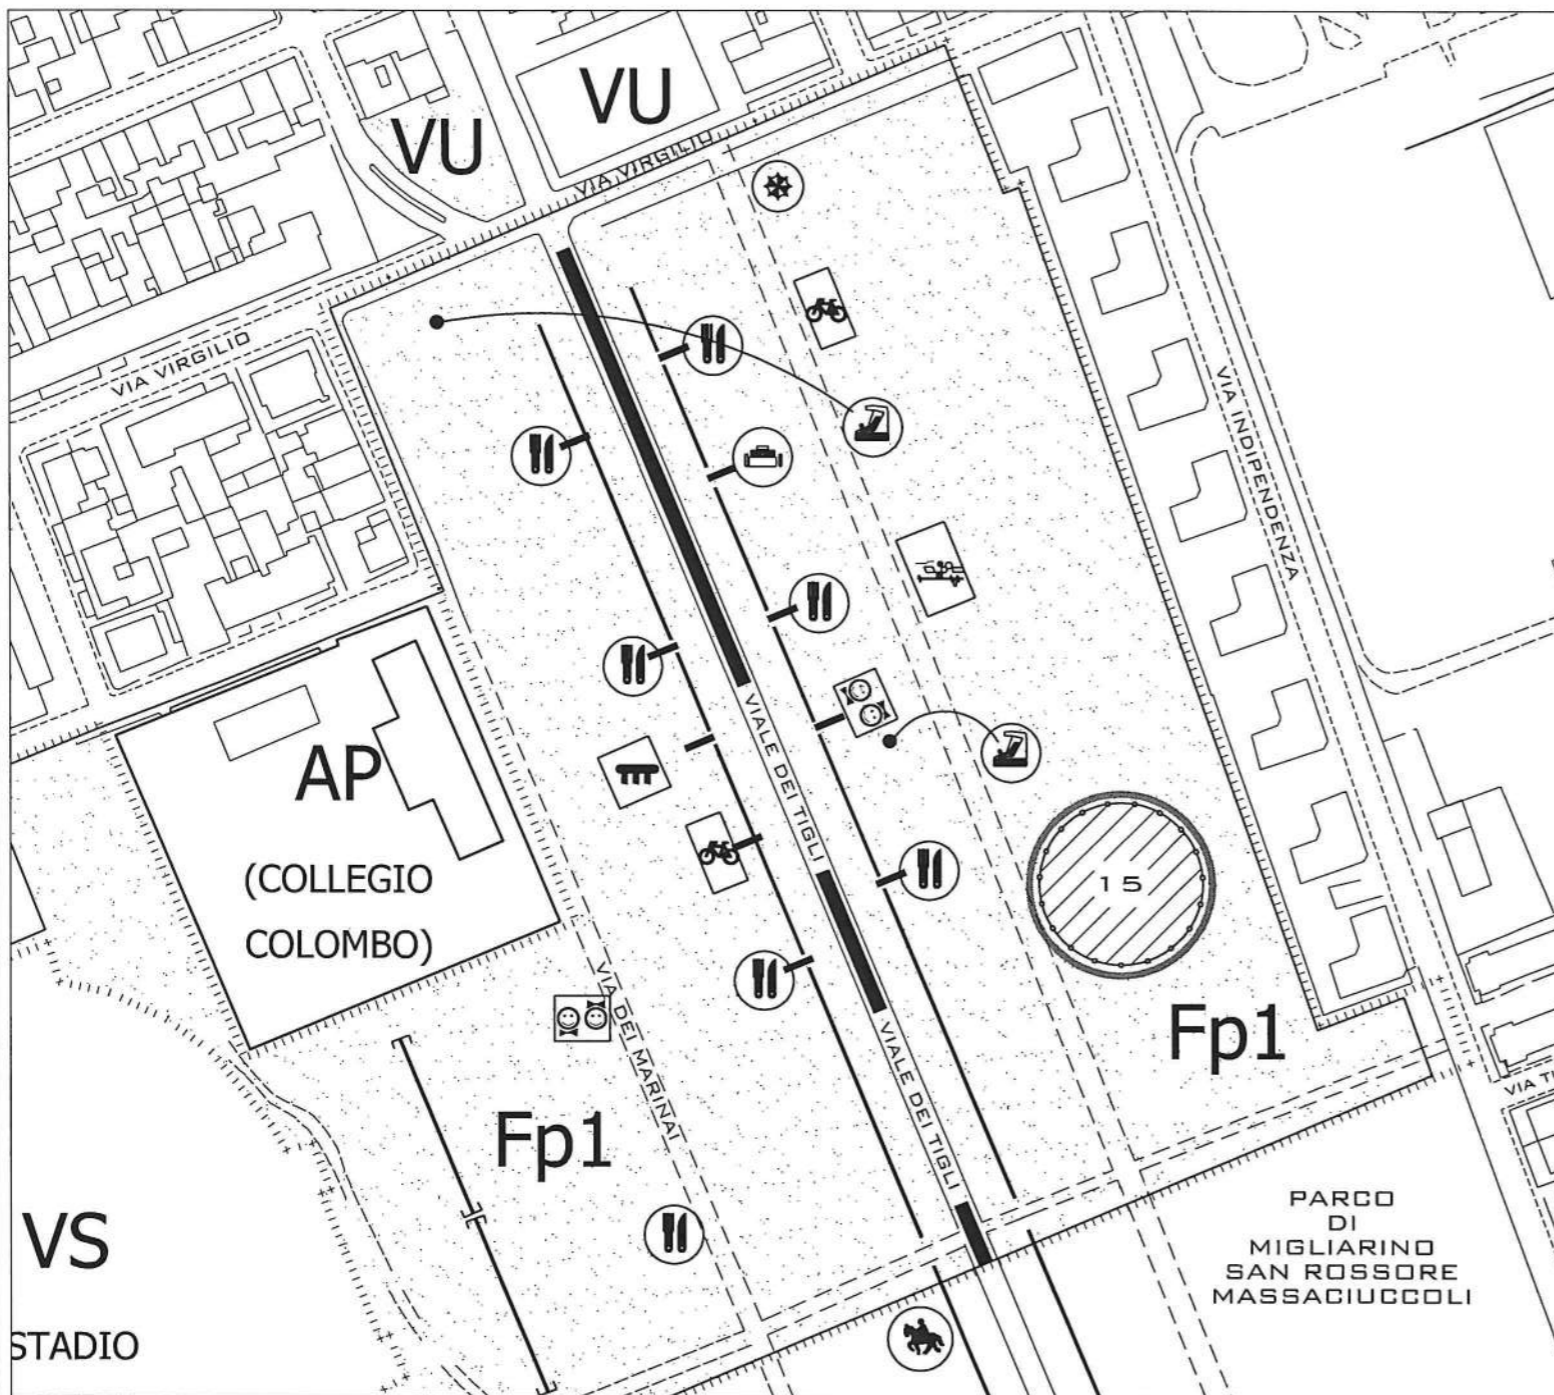 VU
VU
VIA VIRGILIO
VIA VIRGILIO
VIA INDIPENDENZA
VIALE DEI TIGLI
AP
(COLLEGIO
COLOMBO)
15
VIA DEI MARINAI
Fp1
VIALE DEI TIGLI
Fp1
VIA
PARCO
DI
MIGLIARINO
SAN ROSSORE
MASSACIUCCOLI
VS
STADIO